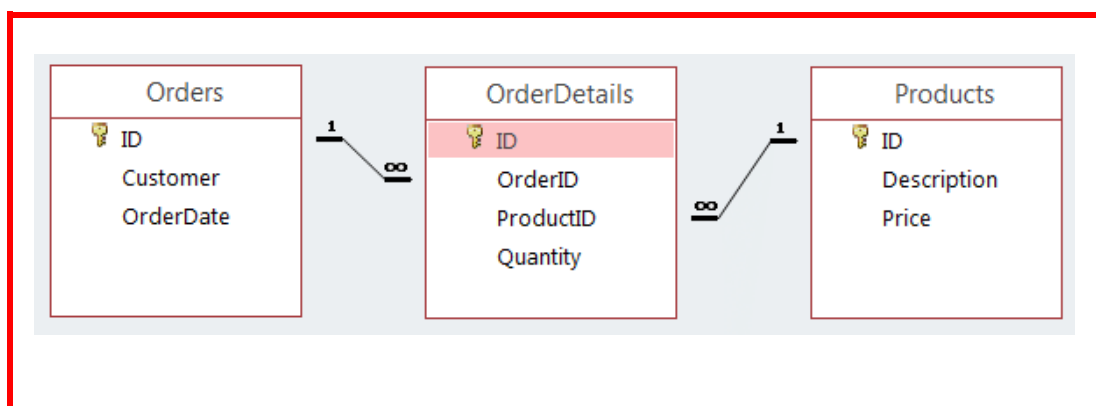 Orders
ID
Customer
OrderDate
1
∞
OrderDetails
ID
OrderID
ProductID
Quantity
1
∞
Products
ID
Description
Price